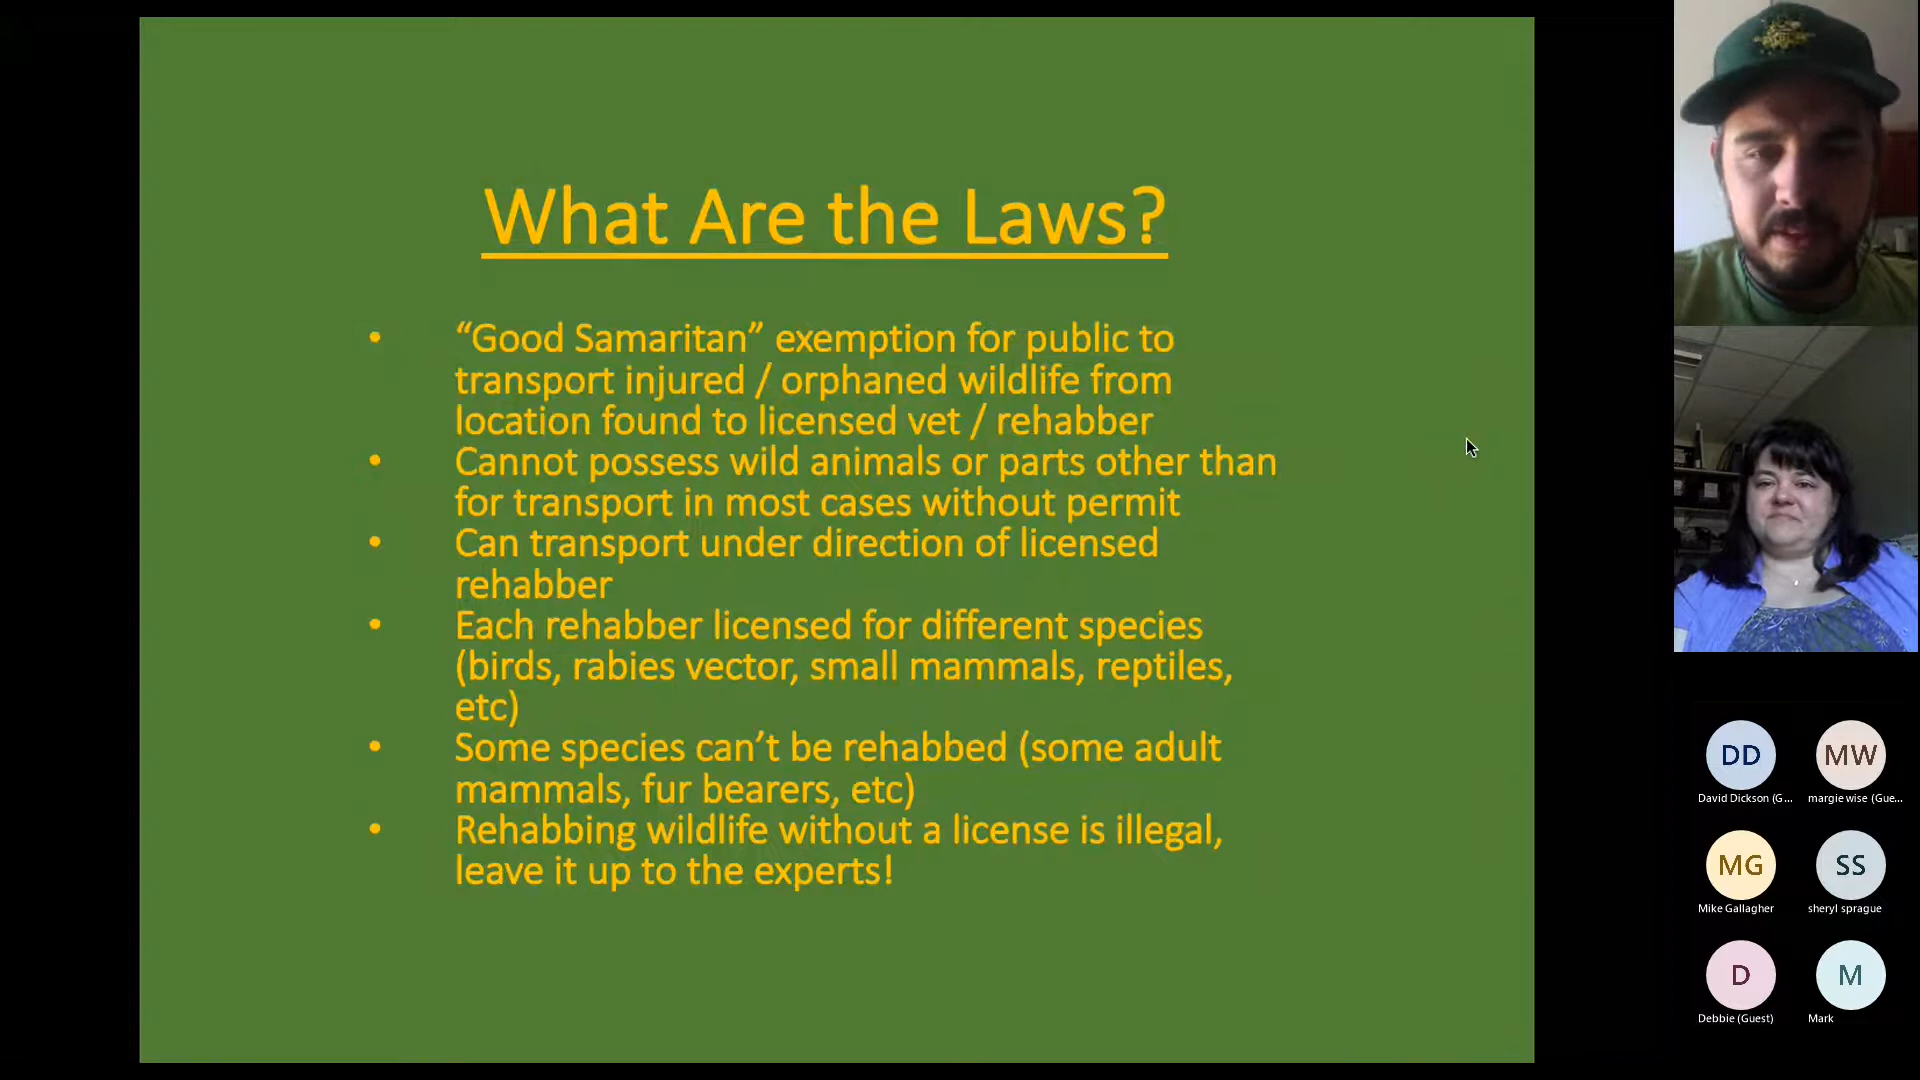 What Are the Laws?
• “Good Samaritan” exemption for public to
transport injured / orphaned wildlife from
location found to licensed vet / rehabber
• Cannot possess wild animals or parts other than
for transport in most cases without permit
• Can transport under direction of licensed
rehabber
• Each rehabber licensed for different species
(birds, rabies vector, small mammals, reptiles,
etc)
• Some species can’t be rehabbed (some adult
mammals, fur bearers, etc)
• Rehabbing wildlife without a license is illegal,
leave it up to the experts!
DD
MW
David Dickson (G...
margie wise (Gue...
MG
SS
Mike Gallagher
sheryl sprague
D
M
Debbie (Guest)
Mark